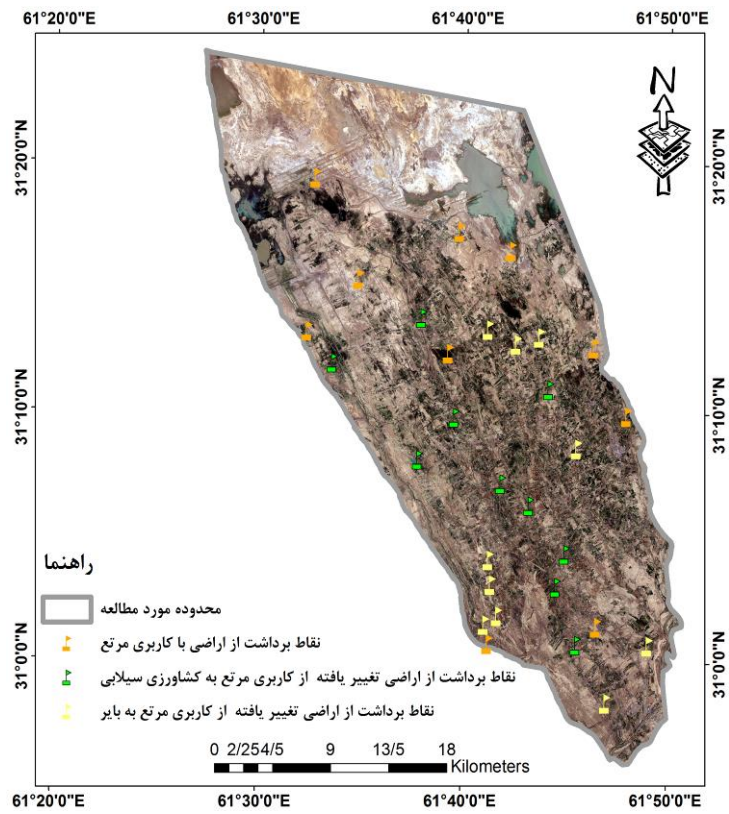 61°20'0"E 61°30'0"E 61°40'0"E 61°50'0"E
N
31°20'0"N 31°20'0"N
31°10'0"N 31°10'0"N
31°0'0"N 31°0'0"N
راهنما
محدوده مورد مطالعه
نقاط برداشت از اراضی با کاربری مرتع
نقاط برداشت از اراضی تغییر یافته از کاربری مرتع به کشاورزی سیلابی
نقاط برداشت از اراضی تغییر یافته از کاربری مرتع به بایر
0 2/25 4/5 9 13/5 18
Kilometers
61°20'0"E 61°30'0"E 61°40'0"E 61°50'0"E